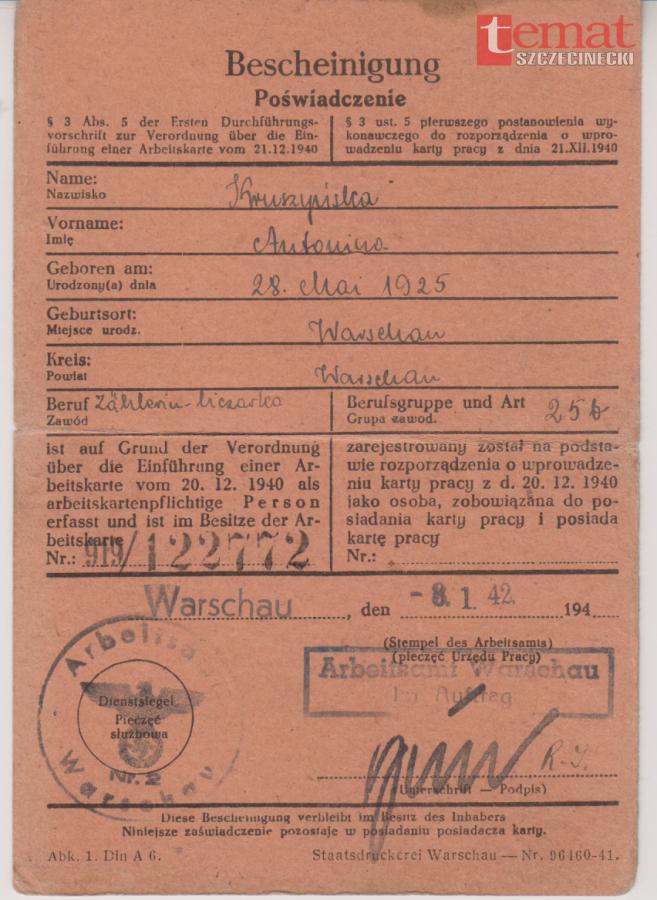 temat
SZCZECINECKI
Bescheinigung
Poświadczenie
§ 3 Abs. 5 der Ersten Durchführungs-
vorschrift zur Verordnung über die Ein-
führung einer Arbeitskarte vom 21.12.1940
§ 3 ust. 5 pierwszego postanowienia wy-
konawczego do rozporządzenia o wpro-
wadzeniu karty pracy z dnia 21.XII.1940
Name:
Nazwisko
Vorname:
Imię
Antonina
Geboren am:
Urodzony(a) dnia
28. Mai 1925
Geburtsort:
Miejsce urodz.
Warschau
Kreis:
Powiat
Warschau
Beruf Zählerin-liczarka
Zawód
Berufsgruppe und Art 25b
Grupa zawod.
ist auf Grund der Verordnung
über die Einführung einer Ar-
beitskarte vom 20. 12. 1940 als
arbeitskartenpflichtige Person
erfasst und ist im Besitze der Ar-
beitskarte
Nr.: 919/122772
zarejestrowany został na podsta-
wie rozporządzenia o wprowadze-
niu karty pracy z d. 20. 12. 1940
jako osoba, zobowiązana do po-
siadania karty pracy i posiada
kartę pracy
Nr.:
Warschau, den -8. 1. 42. 194
(Stempel des Arbeitsamts)
(pieczęć Urzędu Pracy)
Arbeitsamt Warschau
Im Auftrag
Dienstsiegel
Pieczęć
służbowa
Nr. 2
Warschau
(Unterschrift — Podpis)
Diese Bescheinigung verbleibt im Besitz des Inhabers
Niniejsze zaświadczenie pozostaje w posiadaniu posiadacza karty.
Abk. 1. Din A 6.
Staatsdruckerei Warschau — Nr. 96460-41.